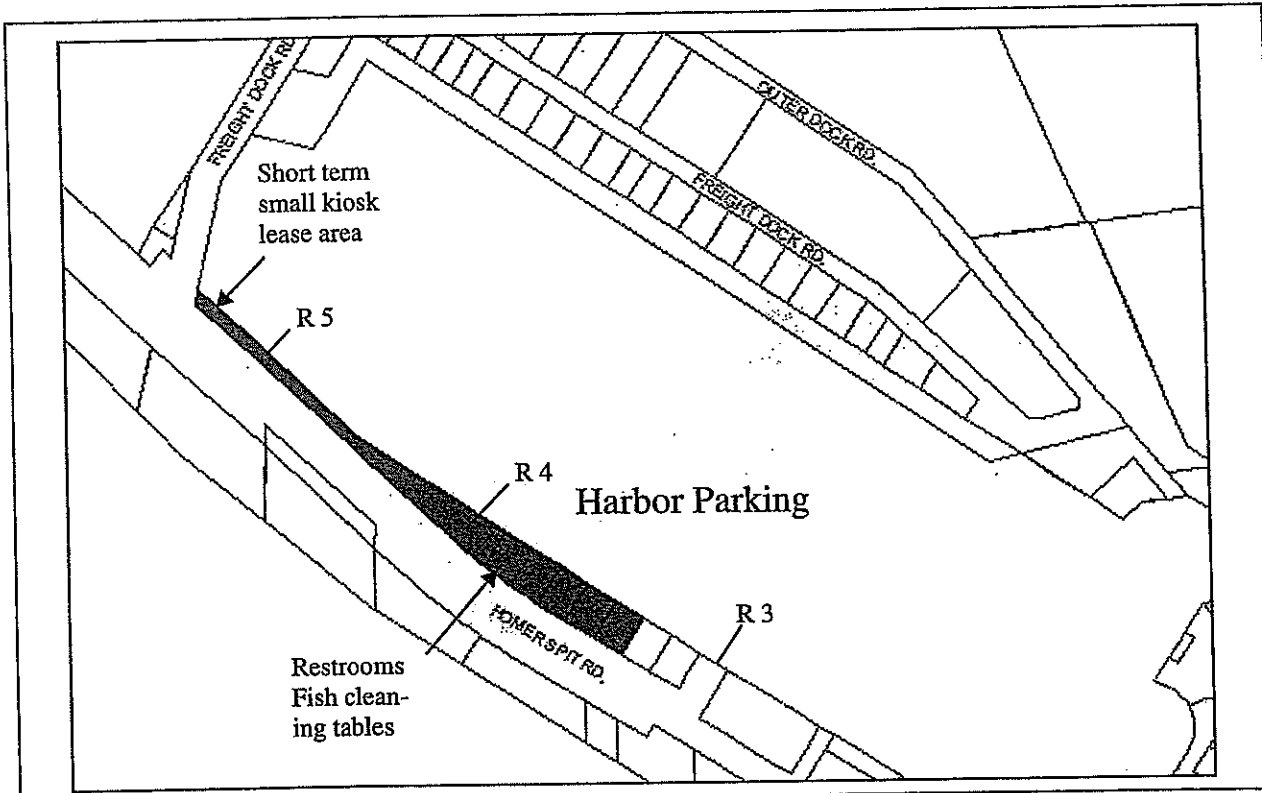 FREIGHT DOCK RD.
OUTER DOCK RD.
Short term
small kiosk
lease area
FREIGHT DOCK RD.
R 5
R 4
Harbor Parking
R 3
HOMER SPIT RD.
Restrooms
Fish clean-
ing tables